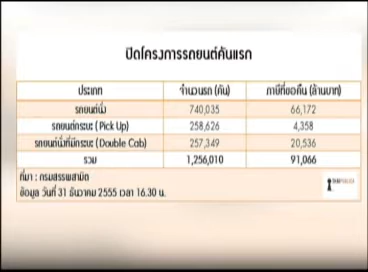 ปิดโครงการรถยนต์คันแรก
ประเภท จำนวนรถ (คัน) ภาษีที่ขอคืน (ล้านบาท)
รถยนต์นั่ง 740,035 66,172
รถยนต์กระบะ (Pick Up) 258,626 4,358
รถยนต์นั่งที่มีกระบะ (Double Cab) 257,349 20,536
รวม 1,256,010 91,066
ที่มา : กรมสรรพสามิต
ข้อมูล วันที่ 31 ธันวาคม 2555 เวลา 16.30 น.